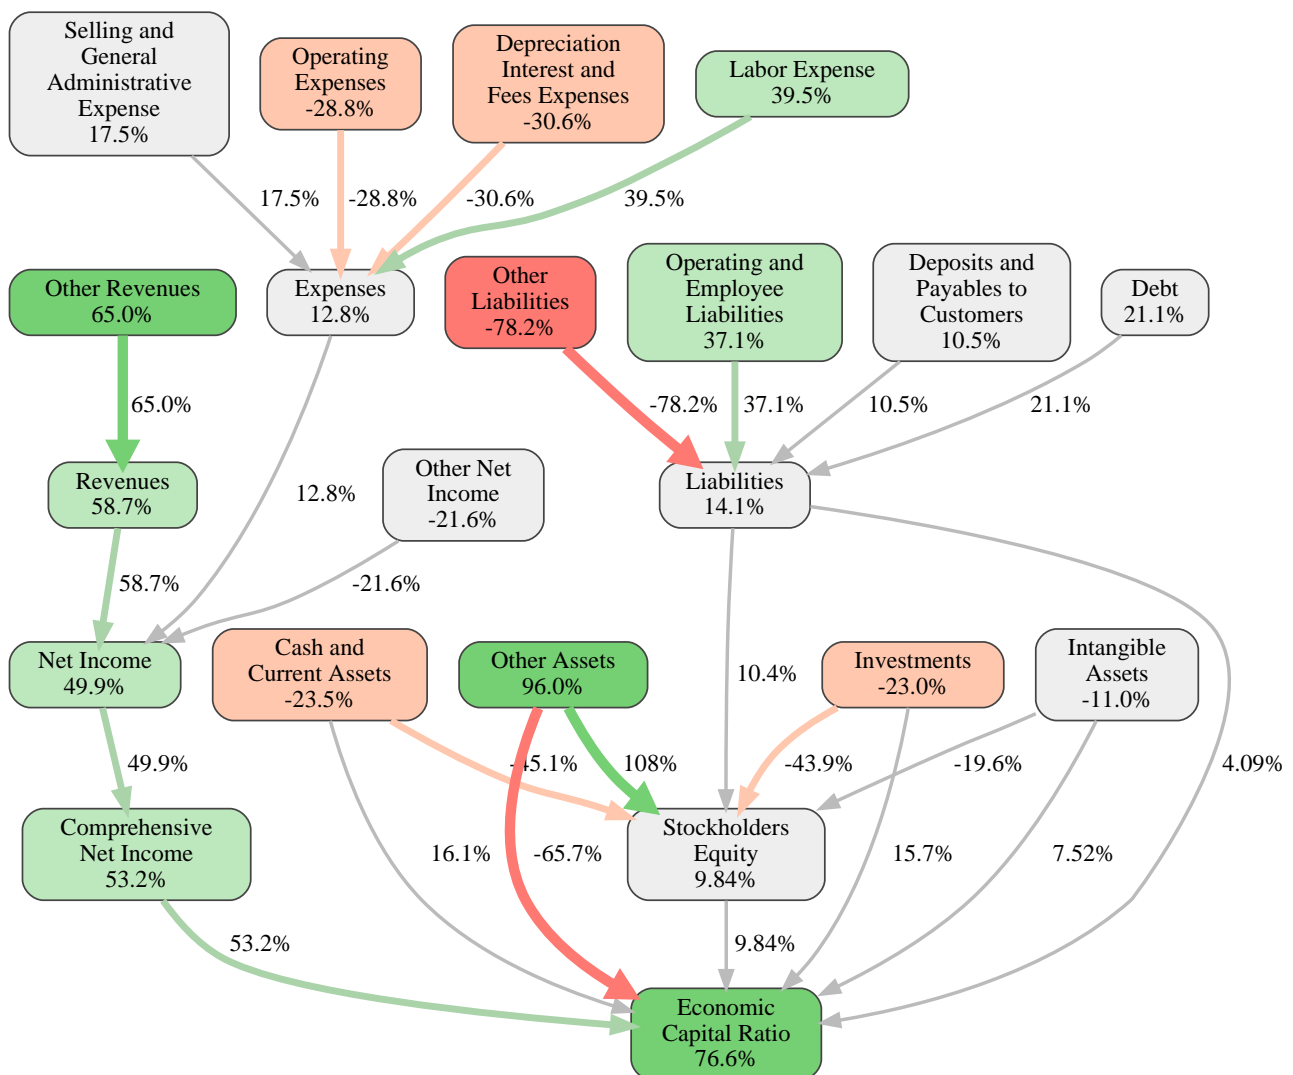 Selling and
General
Administrative
Expense
17.5%
Operating
Expenses
-28.8%
Depreciation
Interest and
Fees Expenses
-30.6%
Labor Expense
39.5%
17.5%
-28.8%
-30.6%
39.5%
Other Revenues
65.0%
Expenses
12.8%
Other
Liabilities
-78.2%
Operating and
Employee
Liabilities
37.1%
Deposits and
Payables to
Customers
10.5%
Debt
21.1%
65.0%
-78.2%
37.1%
10.5%
21.1%
Revenues
58.7%
12.8%
Other Net
Income
-21.6%
Liabilities
14.1%
58.7%
-21.6%
Net Income
49.9%
Cash and
Current Assets
-23.5%
Other Assets
96.0%
10.4%
Investments
-23.0%
Intangible
Assets
-11.0%
49.9%
-45.1%
108%
-43.9%
-19.6%
4.09%
Comprehensive
Net Income
53.2%
16.1%
-65.7%
Stockholders
Equity
9.84%
15.7%
7.52%
53.2%
9.84%
Economic
Capital Ratio
76.6%